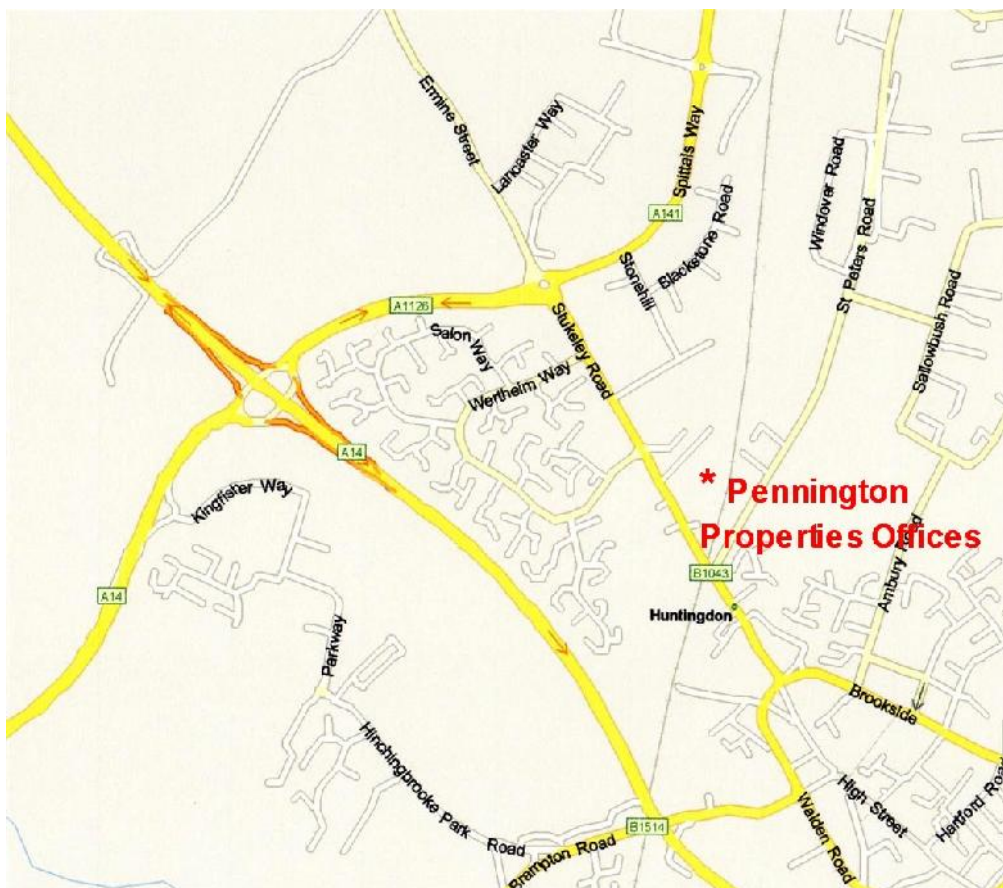 Ermine Street
Lancaster Way
Spittals Way
A141
Windover Road
St Peters Road
Stonehill
Blackstone Road
A1126
Stukeley Road
Salon Way
Sallowbush Road
Werthelm Way
A14
* Pennington
Properties Offices
Kingfisher Way
Ambury Road
B1043
A14
Huntingdon
Parkway
Brookside
Hinchingbrooke Park Road
High Street
Hartford Road
Walden Road
B1514
Brampton Road